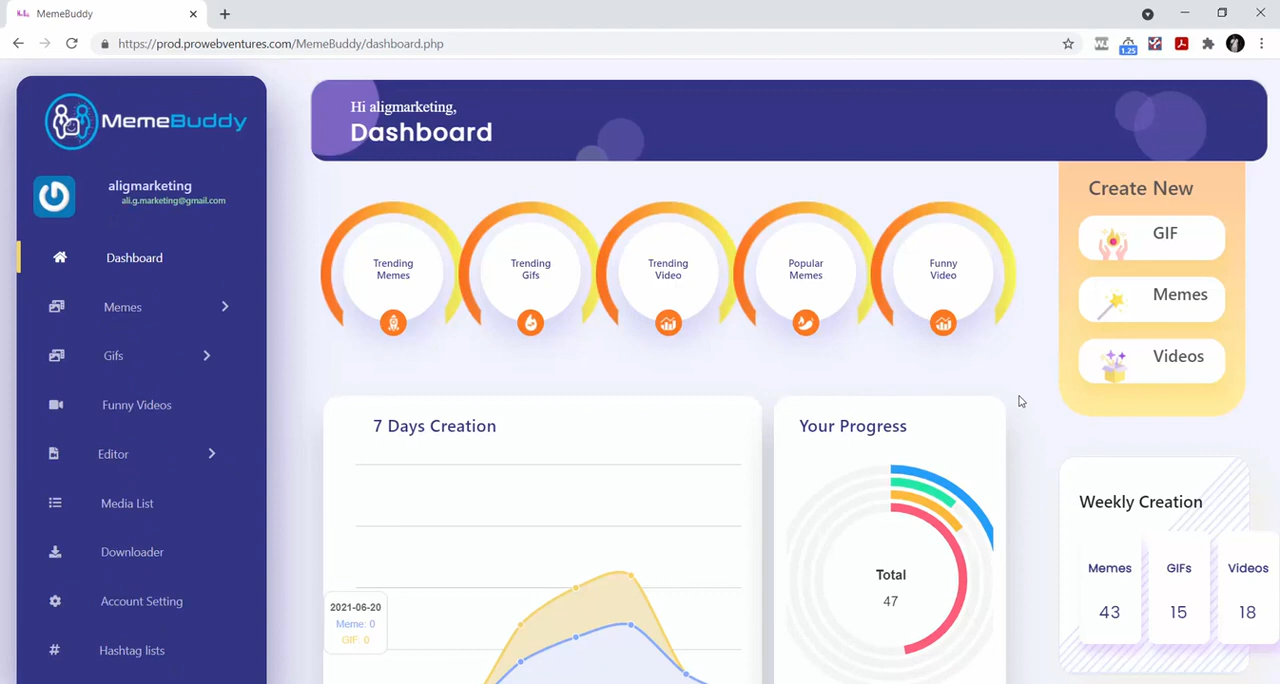 MemeBuddy
https://prod.prowebventures.com/MemeBuddy/dashboard.php
1.25
MemeBuddy
aligmarketing
ali.g.marketing@gmail.com
Dashboard
Memes
Gifs
Funny Videos
Editor
Media List
Downloader
Account Setting
Hashtag lists
Hi aligmarketing,
Dashboard
Trending
Memes
Trending
Gifs
Trending
Video
Popular
Memes
Funny
Video
Create New
GIF
Memes
Videos
7 Days Creation
2021-06-20
Meme: 0
GIF: 0
Your Progress
Total
47
Weekly Creation
Memes GIFs Videos
43 15 18